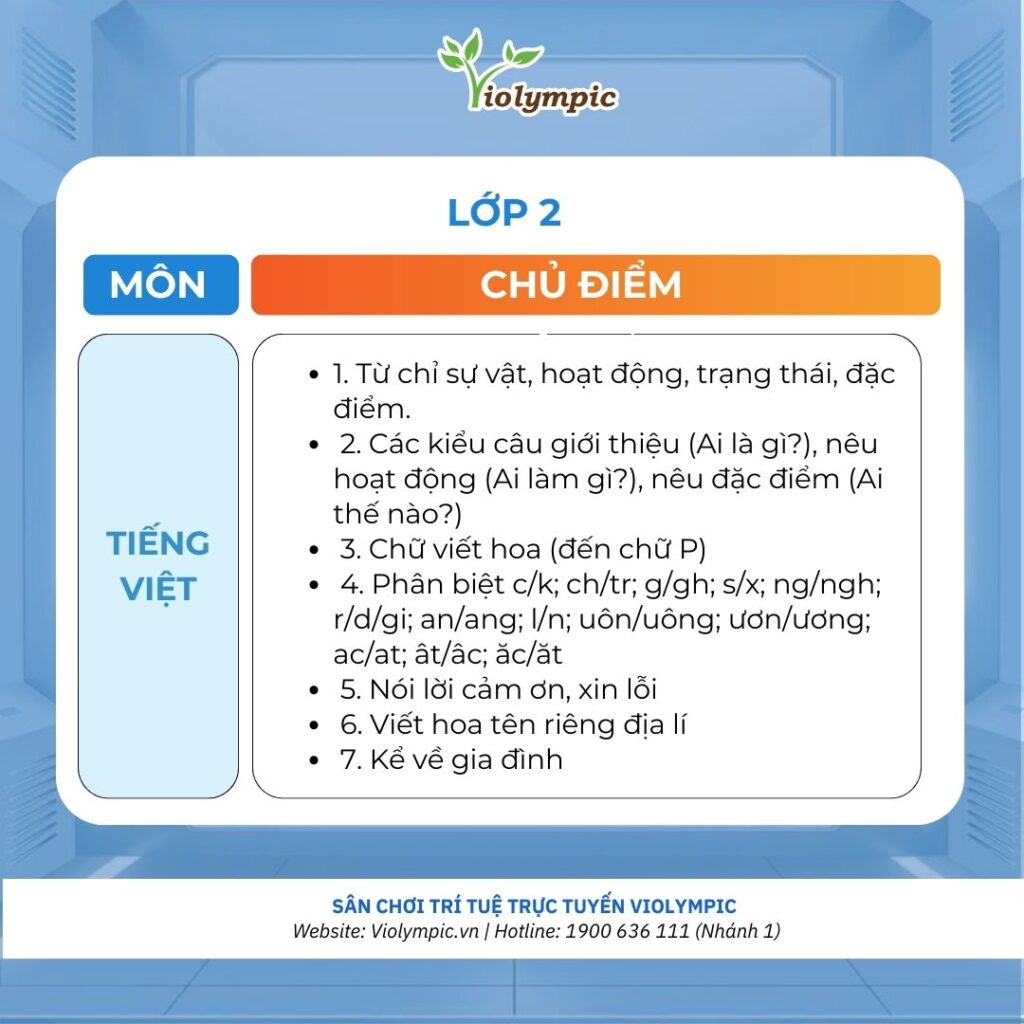 Violympic
LỚP 2
MÔN
CHỦ ĐIỂM
TIẾNG
VIỆT
• 1. Từ chỉ sự vật, hoạt động, trạng thái, đặc
điểm.
• 2. Các kiểu câu giới thiệu (Ai là gì?), nêu
hoạt động (Ai làm gì?), nêu đặc điểm (Ai
thế nào?)
• 3. Chữ viết hoa (đến chữ P)
• 4. Phân biệt c/k; ch/tr; g/gh; s/x; ng/ngh;
r/d/gi; an/ang; l/n; uôn/uông; ươn/ương;
ac/at; ât/âc; ăc/ăt
• 5. Nói lời cảm ơn, xin lỗi
• 6. Viết hoa tên riêng địa lí
• 7. Kể về gia đình
SÂN CHƠI TRÍ TUỆ TRỰC TUYẾN VIOLYMPIC
Website: Violympic.vn | Hotline: 1900 636 111 (Nhánh 1)